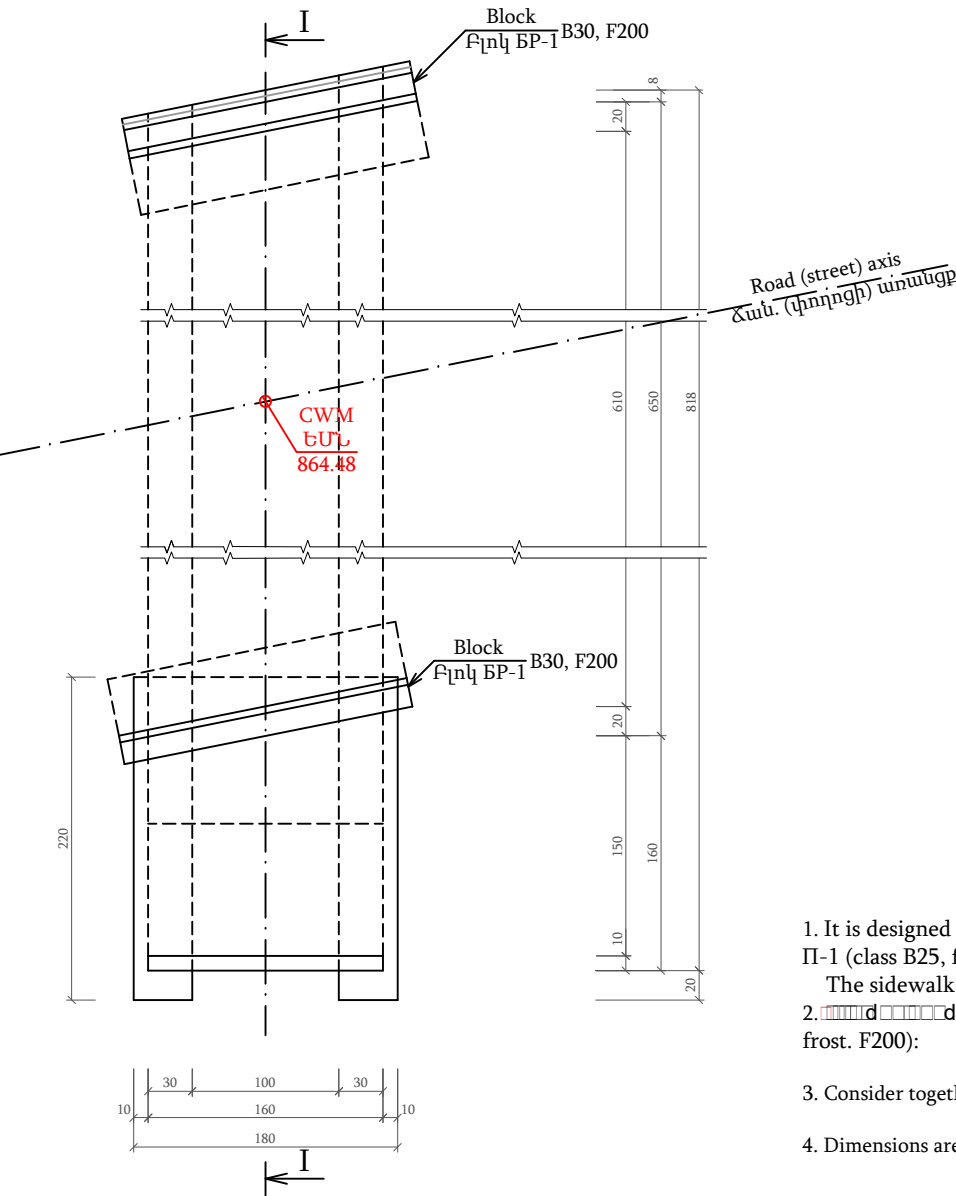 I
Block
Բլոկ БР-1 B30, F200
8
20
Road (street) axis
Ճան. (փողոցի) առանցք
610
650
818
CWM
ԵՄՆ
864.48
Block
Բլոկ БР-1 B30, F200
20
220
150
160
10
20
1. It is designed
П-1 (class B25, f
The sidewalk
2.
frost. F200):
3. Consider toget
4. Dimensions are
30
100
30
10
160
10
180
I